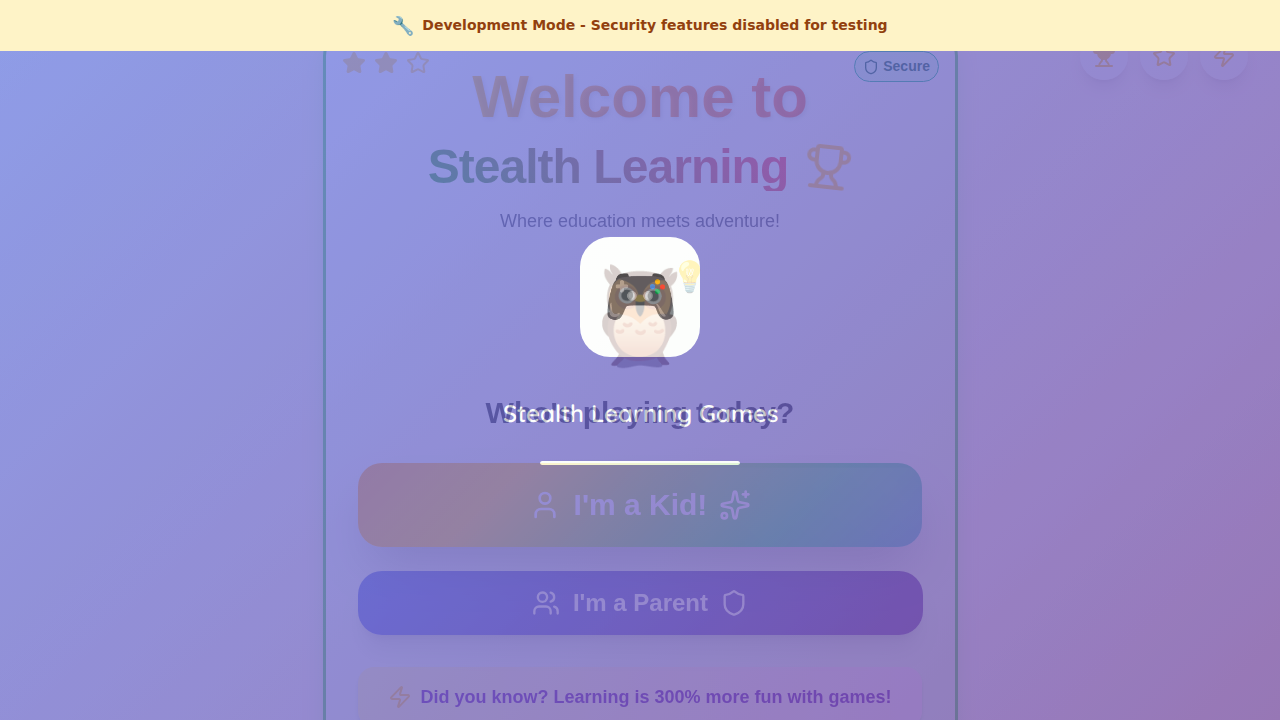 Development Mode - Security features disabled for testing
Secure
Welcome to
Stealth Learning
Where education meets adventure!
Who's playing today?
Stealth Learning Games
I'm a Kid!
I'm a Parent
Did you know? Learning is 300% more fun with games!